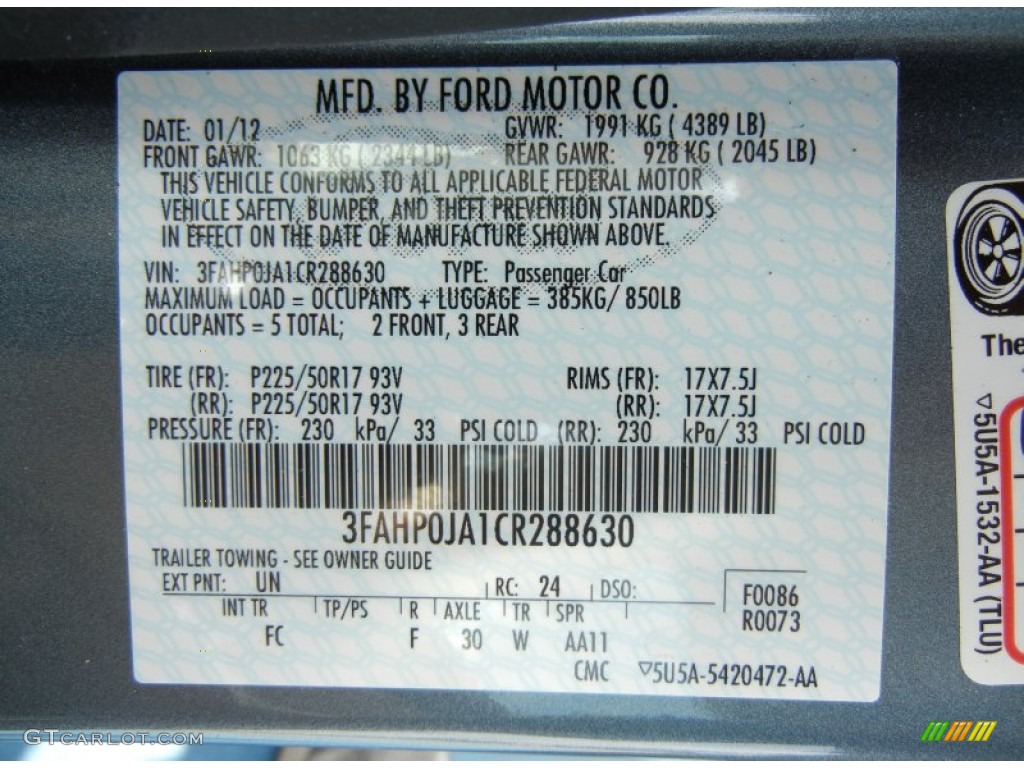 MFD. BY FORD MOTOR CO.
DATE: 01/12 GVWR: 1991 KG ( 4389 LB)
FRONT GAWR: 1063 KG ( 2344 LB) REAR GAWR: 928 KG ( 2045 LB)
THIS VEHICLE CONFORMS TO ALL APPLICABLE FEDERAL MOTOR
VEHICLE SAFETY, BUMPER, AND THEFT PREVENTION STANDARDS
IN EFFECT ON THE DATE OF MANUFACTURE SHOWN ABOVE.
VIN: 3FAHP0JA1CR288630 TYPE: Passenger Car
MAXIMUM LOAD = OCCUPANTS + LUGGAGE = 385KG/ 850LB
OCCUPANTS = 5 TOTAL; 2 FRONT, 3 REAR
TIRE (FR): P225/50R17 93V RIMS (FR): 17X7.5J
(RR): P225/50R17 93V (RR): 17X7.5J
PRESSURE (FR): 230 kPa/ 33 PSI COLD (RR): 230 kPa/ 33 PSI COLD
3FAHP0JA1CR288630
TRAILER TOWING - SEE OWNER GUIDE
EXT PNT: UN RC: 24 DSO:
INT TR TP/PS R AXLE TR SPR
FC F 30 W AA11
F0086
R0073
CMC ▽5U5A-5420472-AA
The
▽5U5A-1532-AA (TLU)
GTCARLOT.COM